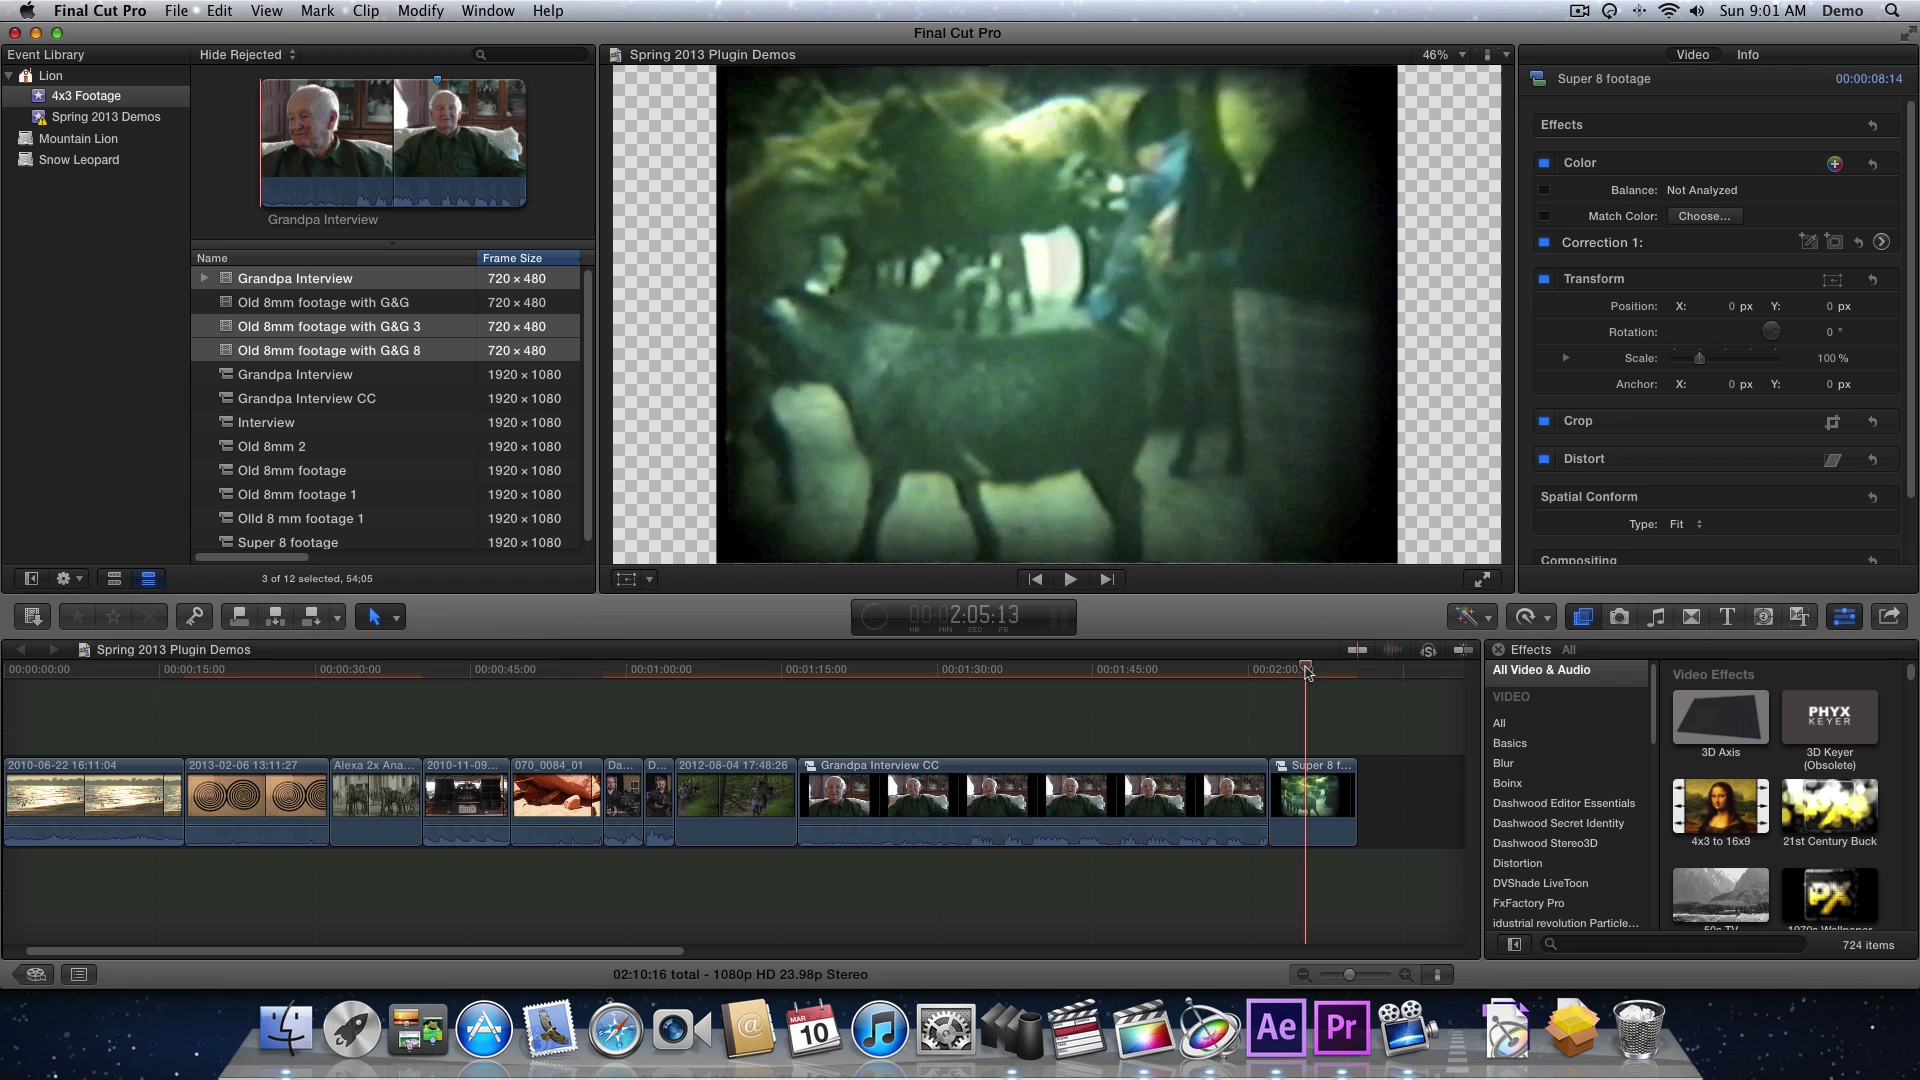 Final Cut Pro File Edit View Mark Clip Modify Window Help
Sun 9:01 AM Demo
Final Cut Pro
Event Library
Lion
4x3 Footage
Spring 2013 Demos
Mountain Lion
Snow Leopard
Hide Rejected
Grandpa Interview
Name Frame Size
Grandpa Interview 720 × 480
Old 8mm footage with G&G 720 × 480
Old 8mm footage with G&G 3 720 × 480
Old 8mm footage with G&G 8 720 × 480
Grandpa Interview 1920 × 1080
Grandpa Interview CC 1920 × 1080
Interview 1920 × 1080
Old 8mm 2 1920 × 1080
Old 8mm footage 1920 × 1080
Old 8mm footage 1 1920 × 1080
Olld 8 mm footage 1 1920 × 1080
Super 8 footage 1920 × 1080
3 of 12 selected, 54;05
Spring 2013 Plugin Demos 46%
Video Info
Super 8 footage 00:00:08:14
Effects
Color
Balance: Not Analyzed
Match Color: Choose...
Correction 1:
Transform
Position: X: 0 px Y: 0 px
Rotation: 0 °
Scale: 100 %
Anchor: X: 0 px Y: 0 px
Crop
Distort
Spatial Conform
Type: Fit
Compositing
00:02:05:13
HR MIN SEC FR
Spring 2013 Plugin Demos
00:00:00:00 00:00:15:00 00:00:30:00 00:00:45:00 00:01:00:00 00:01:15:00 00:01:30:00 00:01:45:00 00:02:00
2010-06-22 16:11:04 2013-02-06 13:11:27 Alexa 2x Ana... 2010-11-09... 070_0084_01 Da... D... 2012-08-04 17:48:26 Grandpa Interview CC Super 8 f...
02:10:16 total - 1080p HD 23.98p Stereo
Effects All
All Video & Audio
VIDEO
All
Basics
Blur
Boinx
Dashwood Editor Essentials
Dashwood Secret Identity
Dashwood Stereo3D
Distortion
DVShade LiveToon
FxFactory Pro
idustrial revolution Particle...
Video Effects
PHYX
KEYER
3D Axis
3D Keyer
(Obsolete)
4x3 to 16x9
21st Century Buck
PX
50s TV
1970s Wallpaper
724 items
MAR
10
Ae
Pr